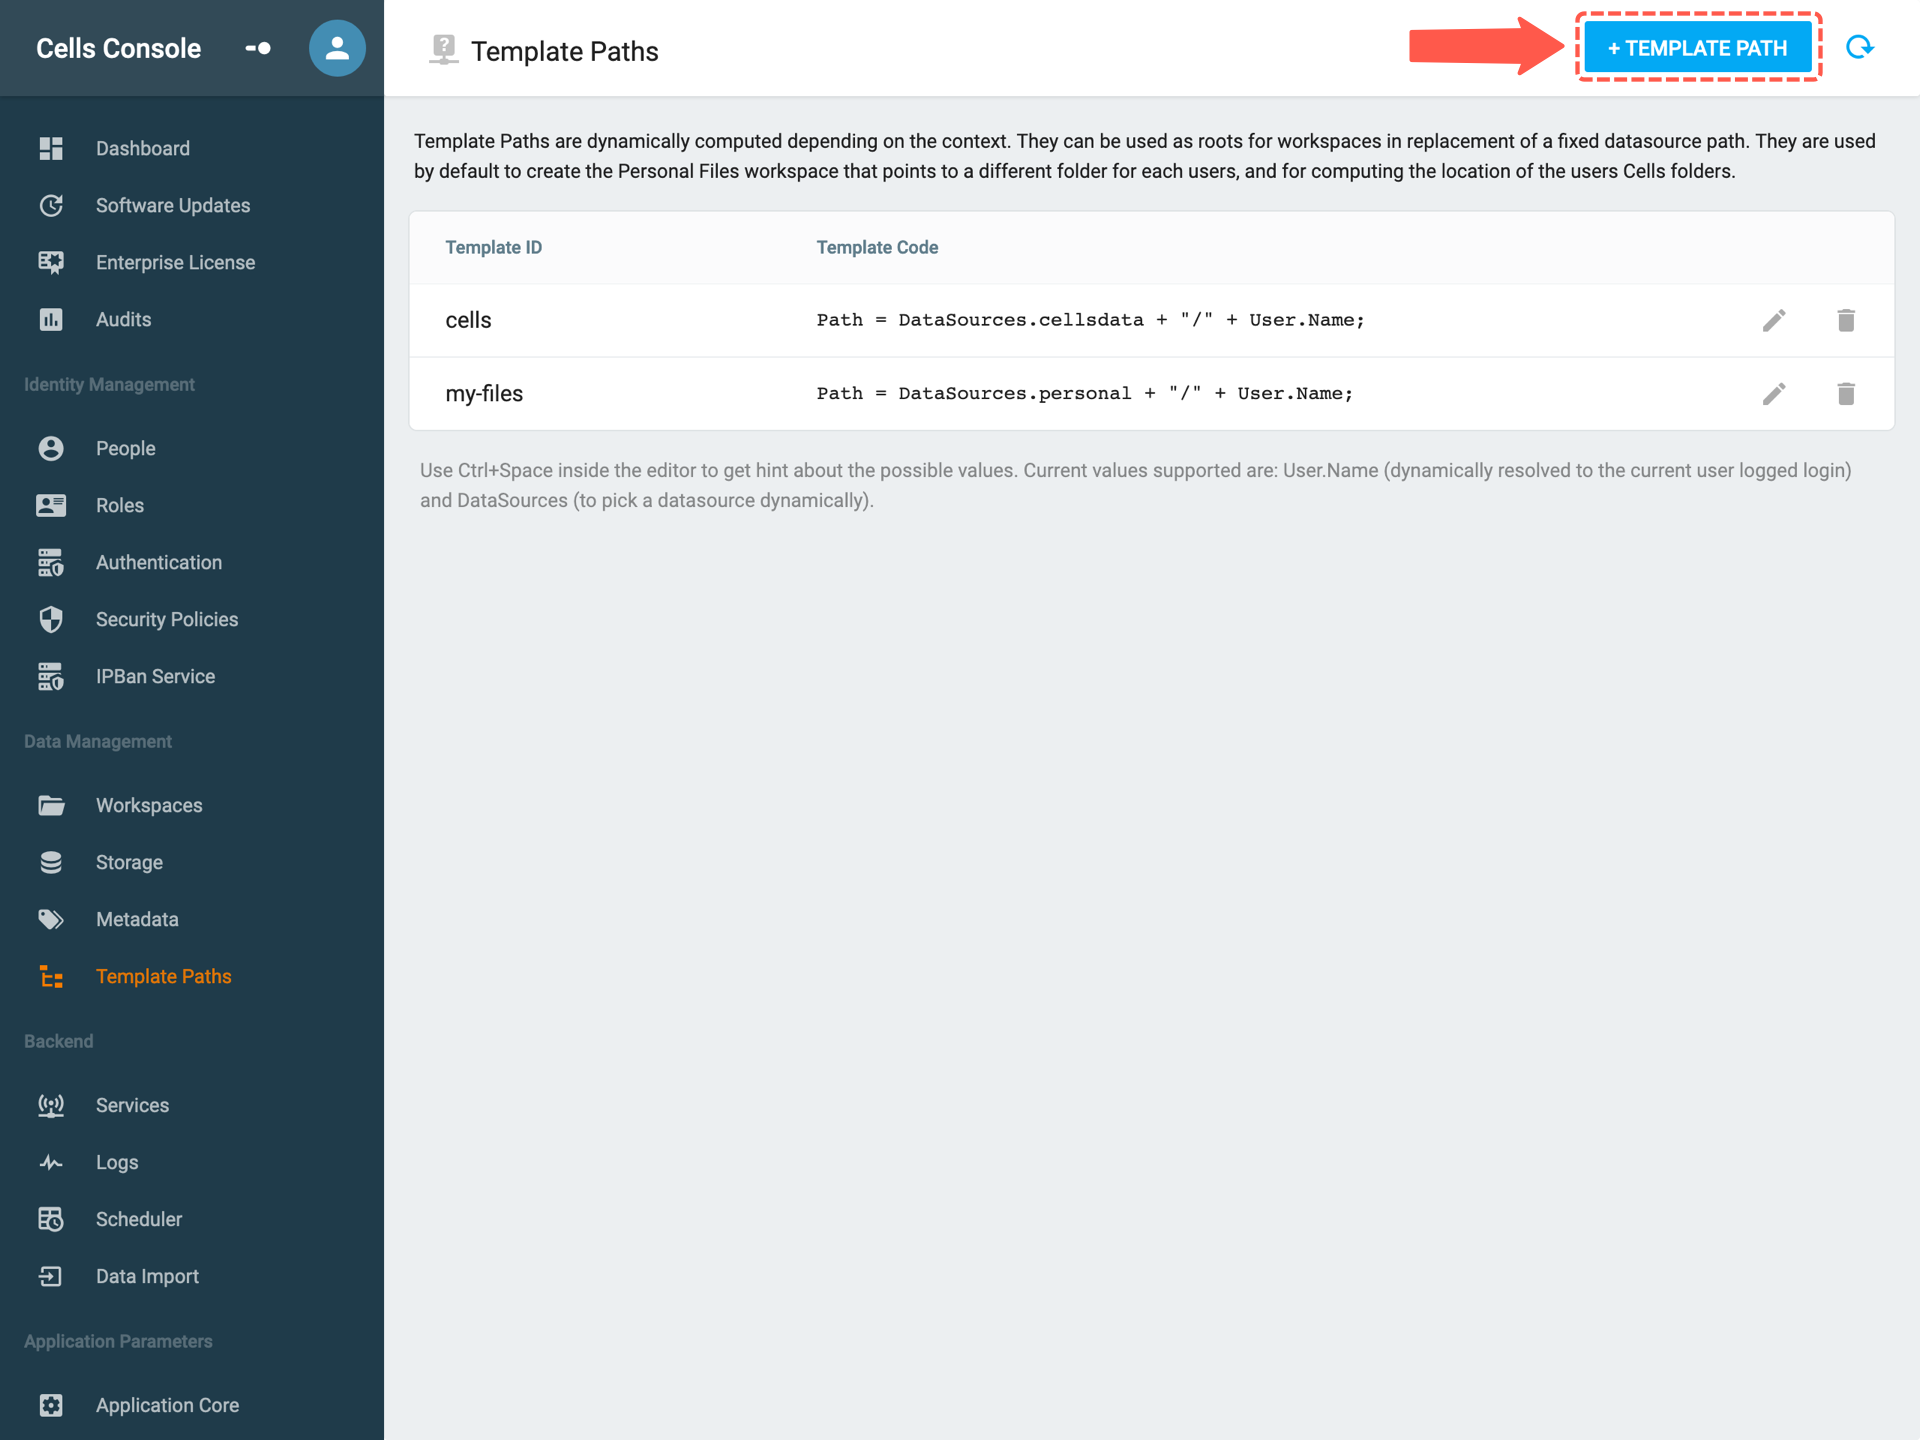 Cells Console
Dashboard
Software Updates
Enterprise License
Audits
Identity Management
People
Roles
Authentication
Security Policies
IPBan Service
Data Management
Workspaces
Storage
Metadata
Template Paths
Backend
Services
Logs
Scheduler
Data Import
Application Parameters
Application Core
Template Paths
+ TEMPLATE PATH
Template Paths are dynamically computed depending on the context. They can be used as roots for workspaces in replacement of a fixed datasource path. They are used
by default to create the Personal Files workspace that points to a different folder for each users, and for computing the location of the users Cells folders.
Template ID Template Code
cells Path = DataSources.cellsdata + "/" + User.Name;
my-files Path = DataSources.personal + "/" + User.Name;
Use Ctrl+Space inside the editor to get hint about the possible values. Current values supported are: User.Name (dynamically resolved to the current user logged login)
and DataSources (to pick a datasource dynamically).